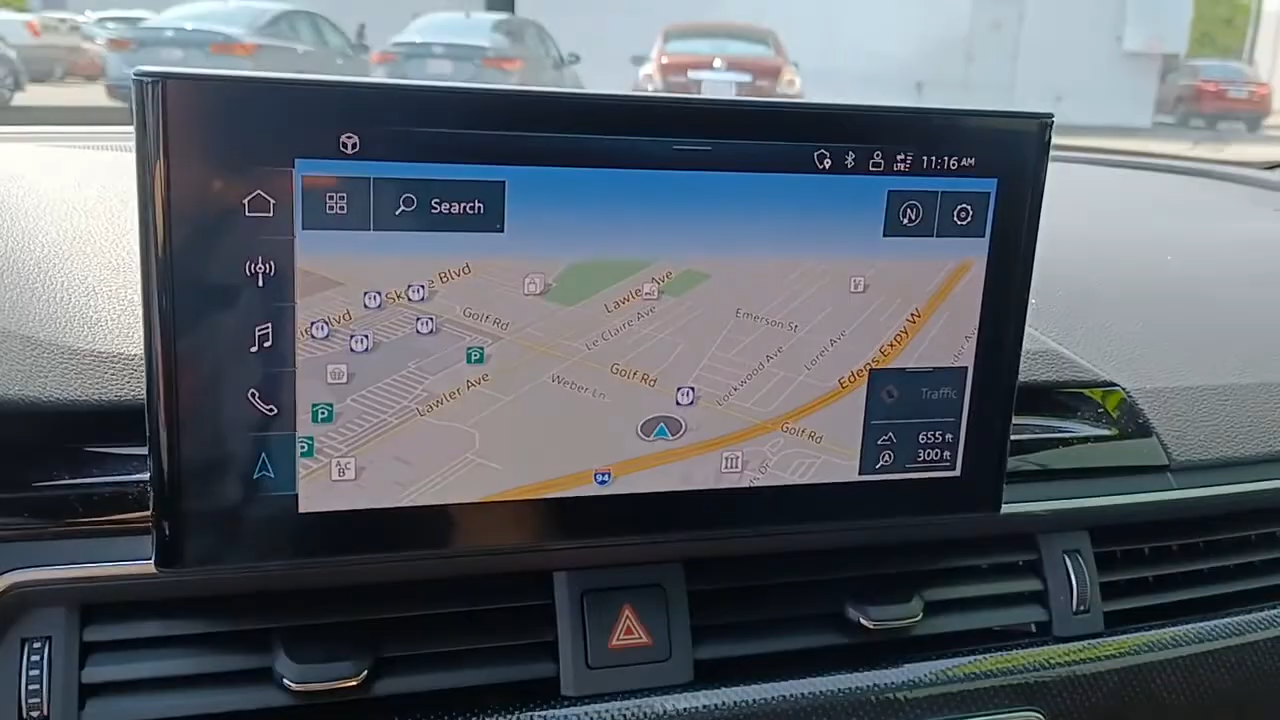 LTE 11:16 AM
Search
N
Skokie Blvd
Lawler Ave
Golf Rd
Le Claire Ave
Emerson St
Edens Expy W
Lorel Ave
Lockwood Ave
Golf Rd
Weber Ln
Lawler Ave
P
P
P
Golf Rd
Traffic
655 ft
300 ft
A
94
A C
B